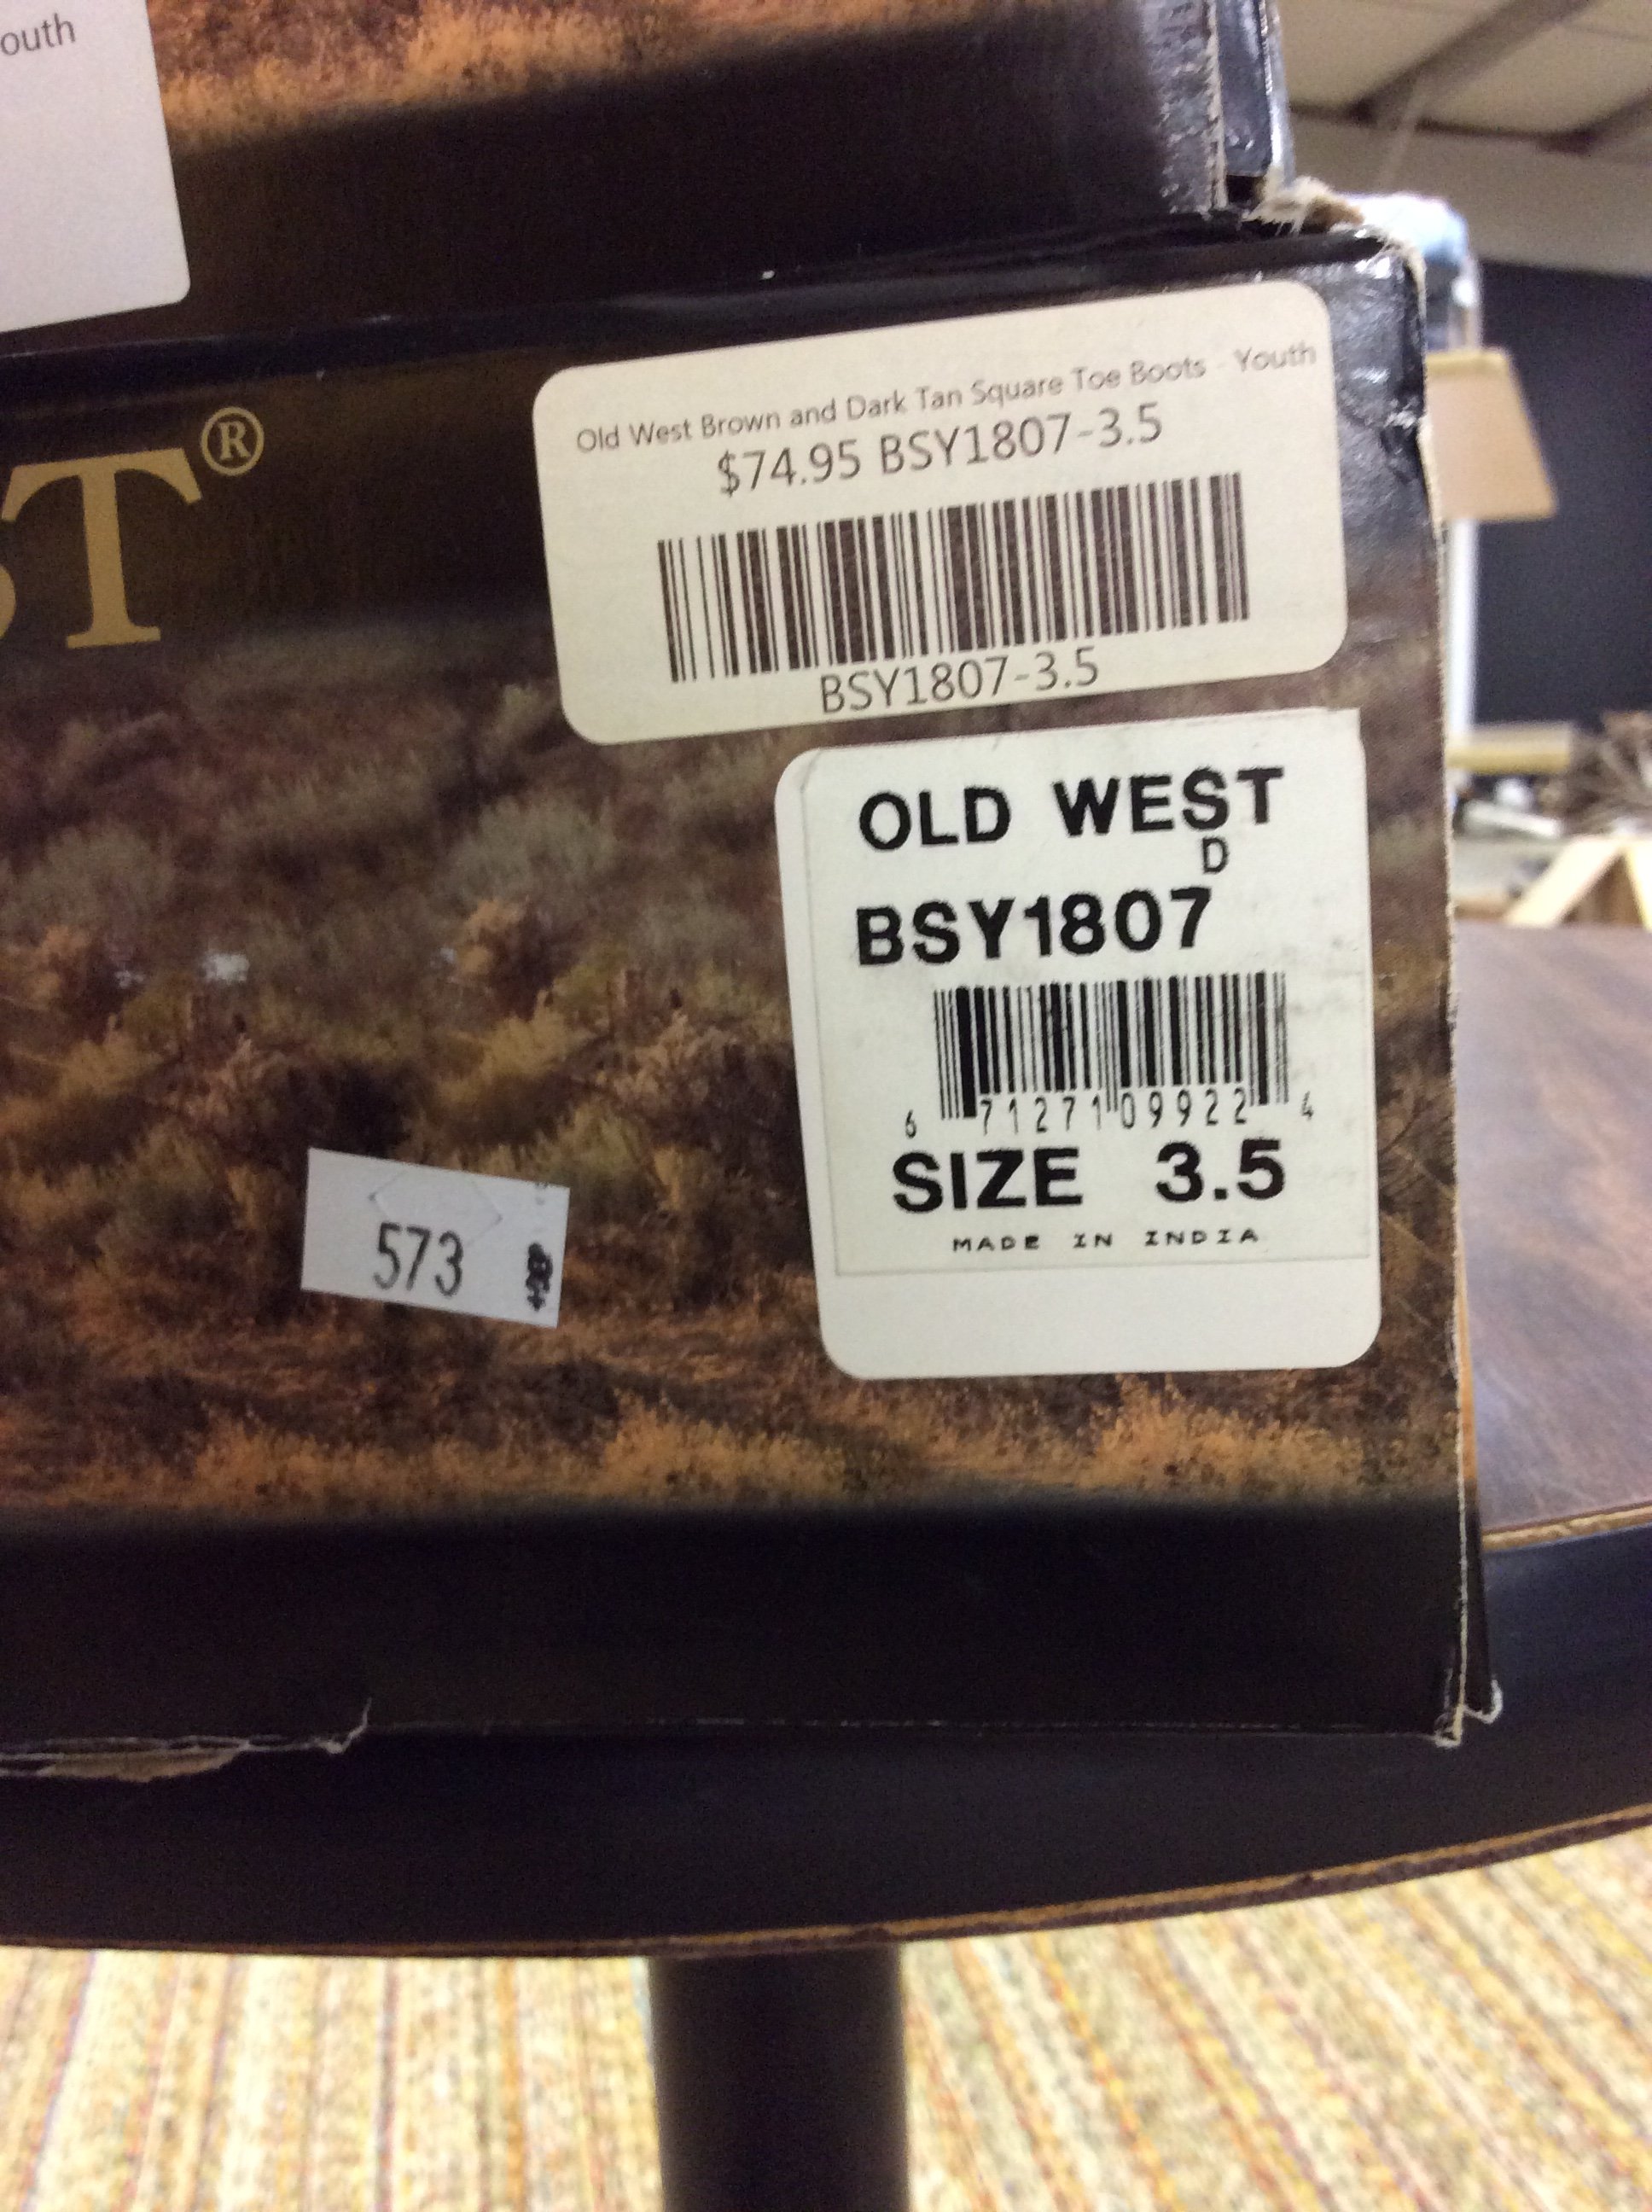 outh
ST®
Old West Brown and Dark Tan Square Toe Boots - Youth
$74.95 BSY1807-3.5
BSY1807-3.5
OLD WEST
D
BSY1807
6 71271 09922 4
SIZE 3.5
MADE IN INDIA
573